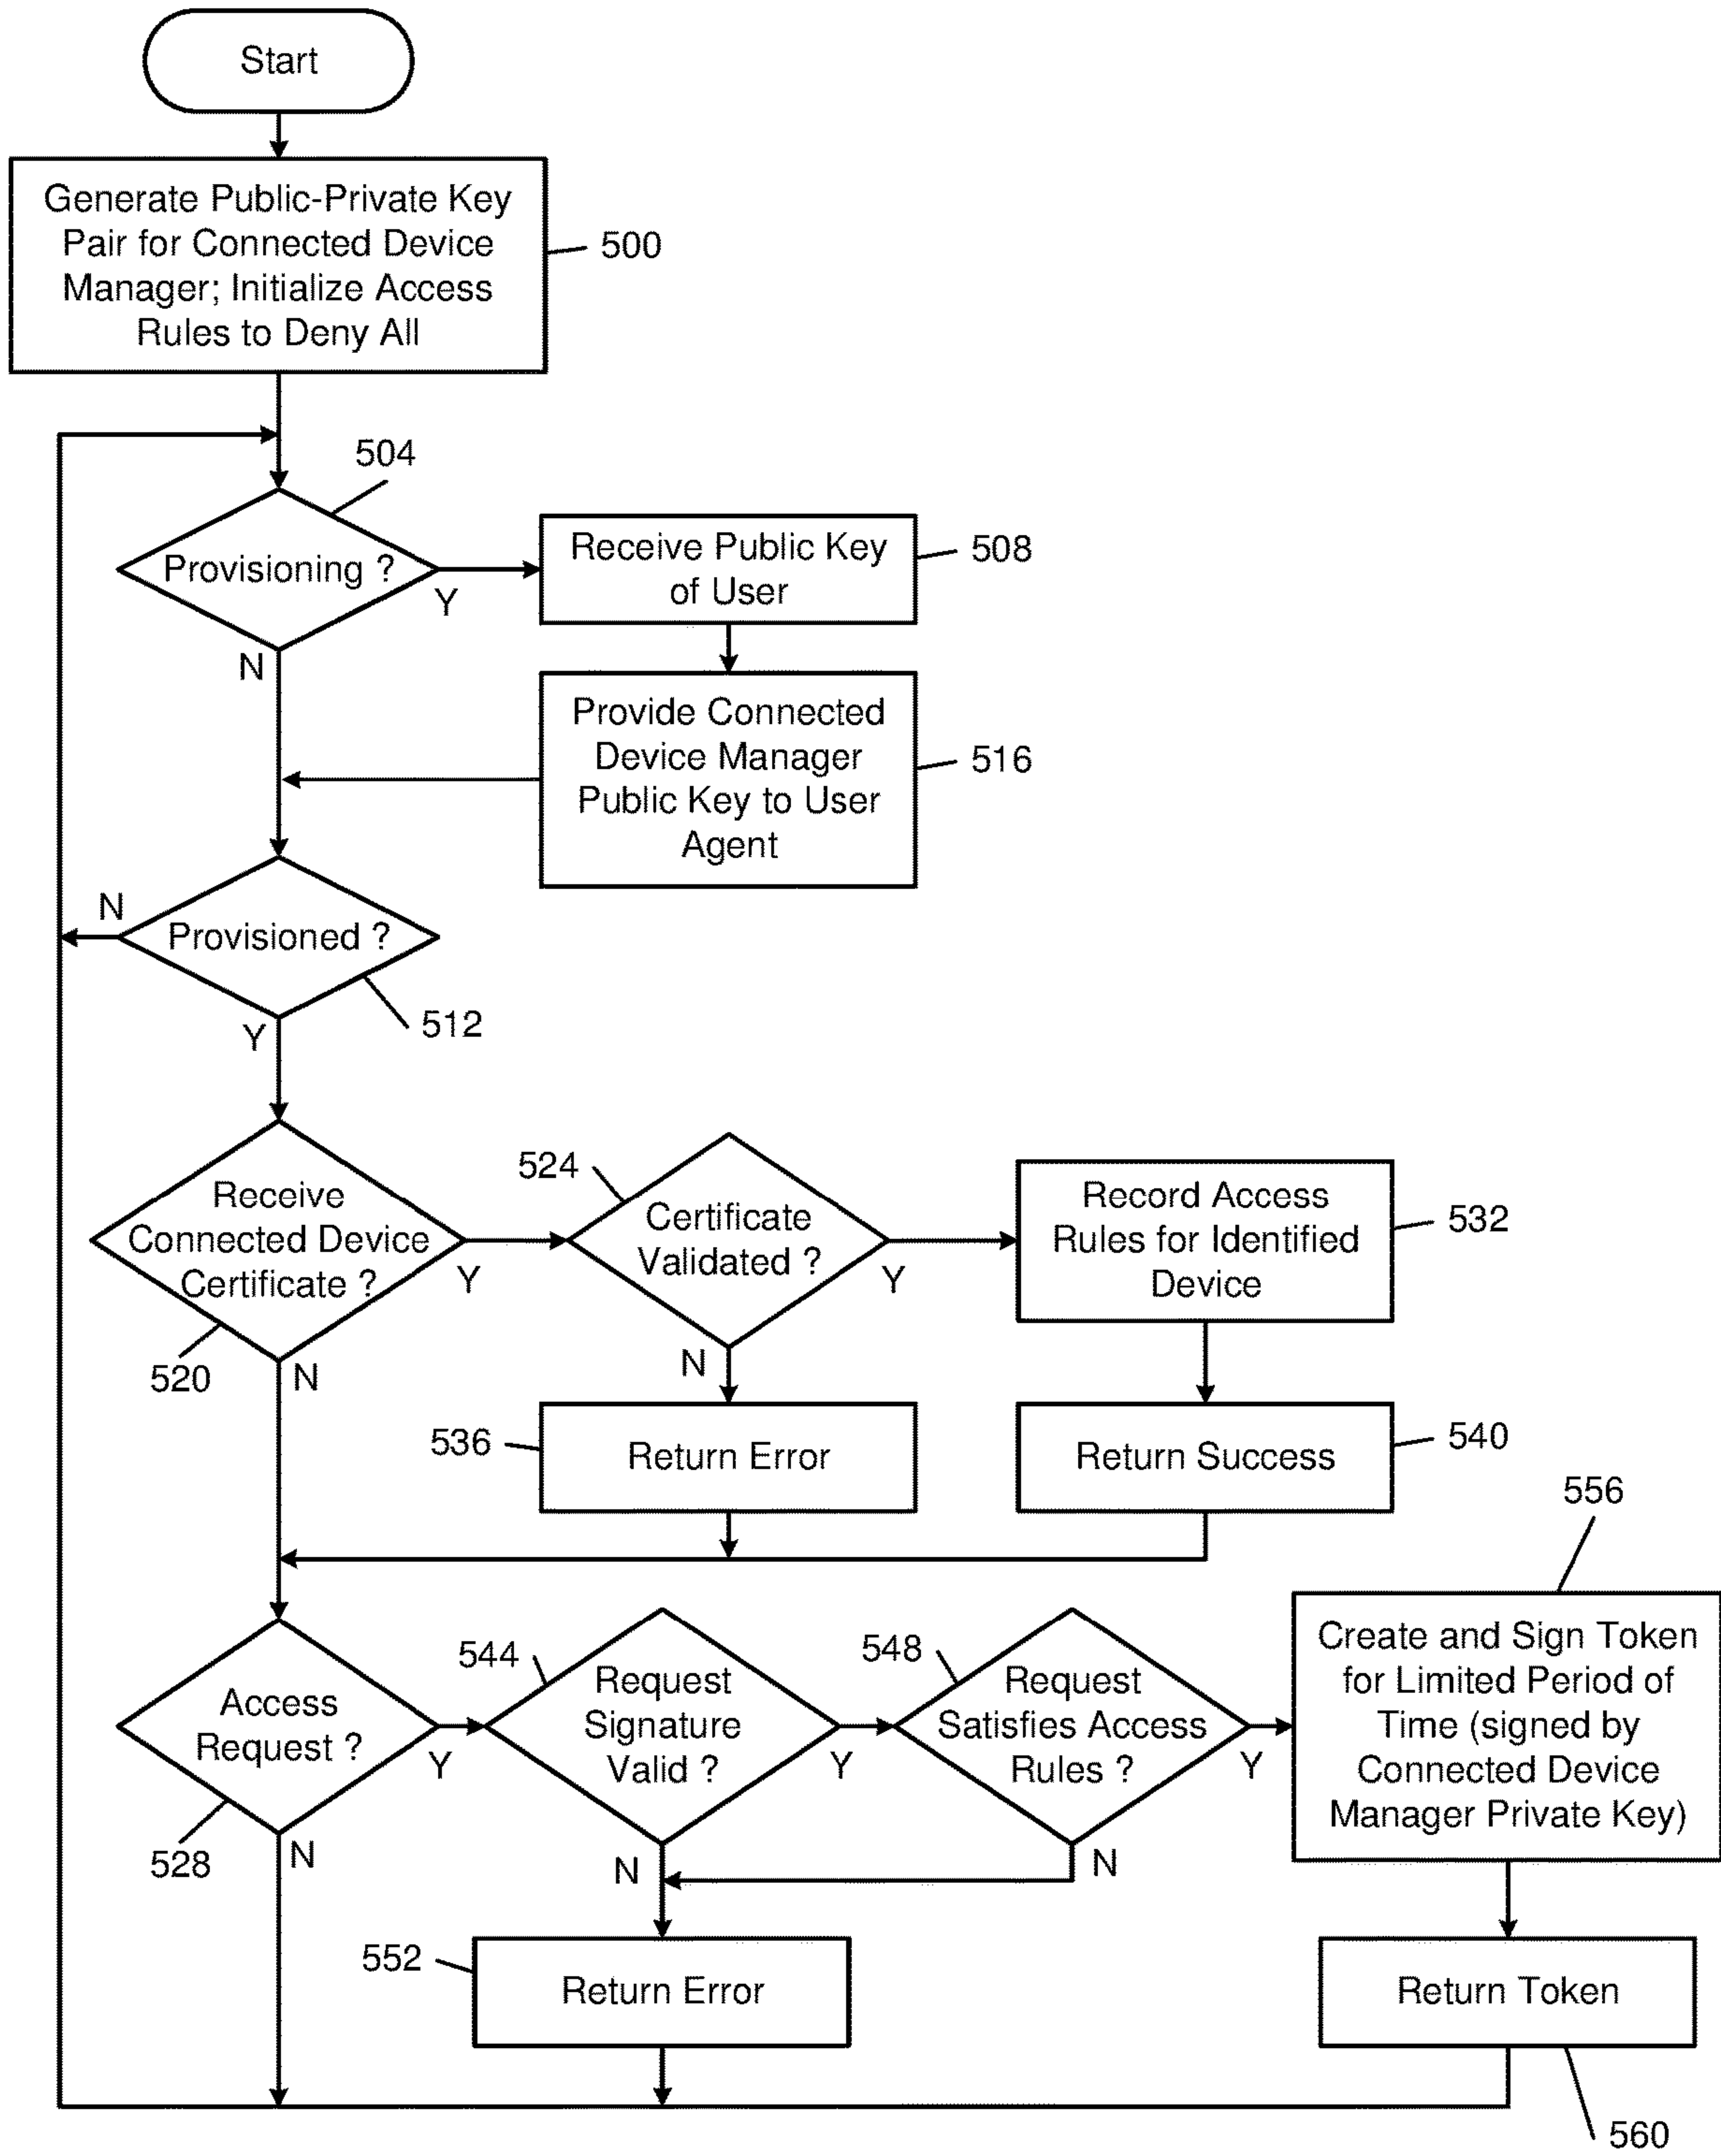 Start
Generate Public-Private Key
Pair for Connected Device
Manager; Initialize Access
Rules to Deny All
500
504
Provisioning ?
Y
N
Receive Public Key
of User
508
Provide Connected
Device Manager
Public Key to User
Agent
516
N
Provisioned ?
512
Y
Receive
Connected Device
Certificate ?
Y
520
N
524
Certificate
Validated ?
Y
N
Record Access
Rules for Identified
Device
532
536
Return Error
Return Success
540
556
Access
Request ?
Y
528
N
544
Request
Signature
Valid ?
Y
N
548
Request
Satisfies Access
Rules ?
Y
N
Create and Sign Token
for Limited Period of
Time (signed by
Connected Device
Manager Private Key)
552
Return Error
Return Token
560